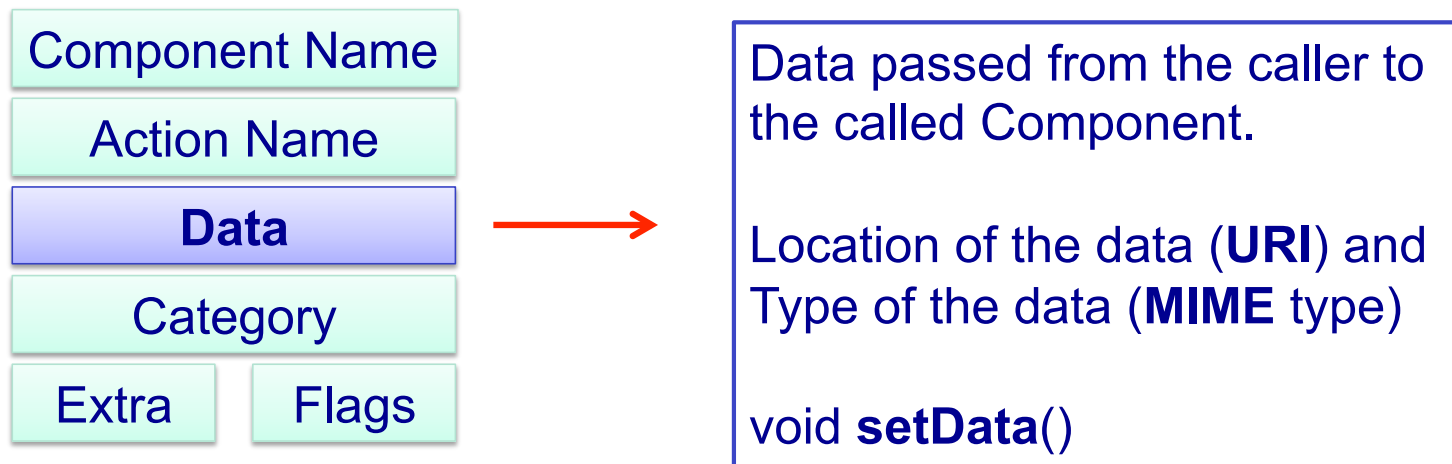 Component Name
Action Name
Data
Category
Extra
Flags
Data passed from the caller to
the called Component.
Location of the data (URI) and
Type of the data (MIME type)
void setData()